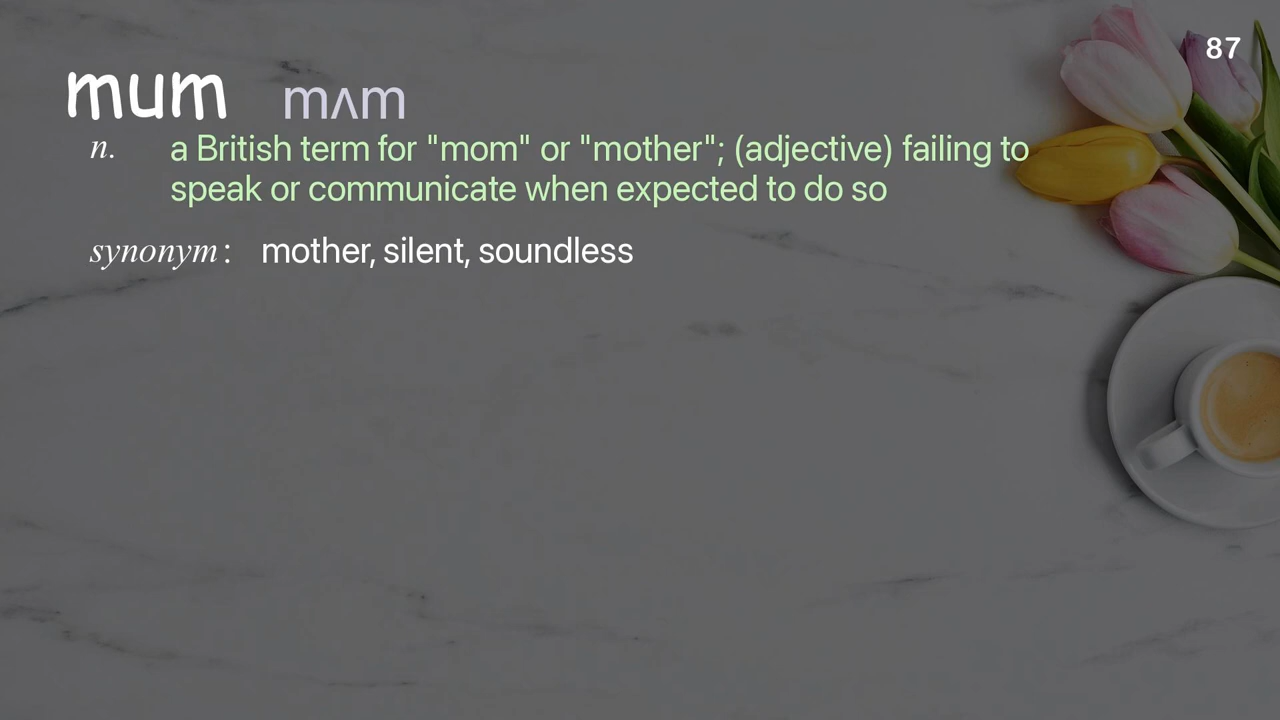 87
mum mʌm
n. a British term for "mom" or "mother"; (adjective) failing to
speak or communicate when expected to do so
synonym: mother, silent, soundless